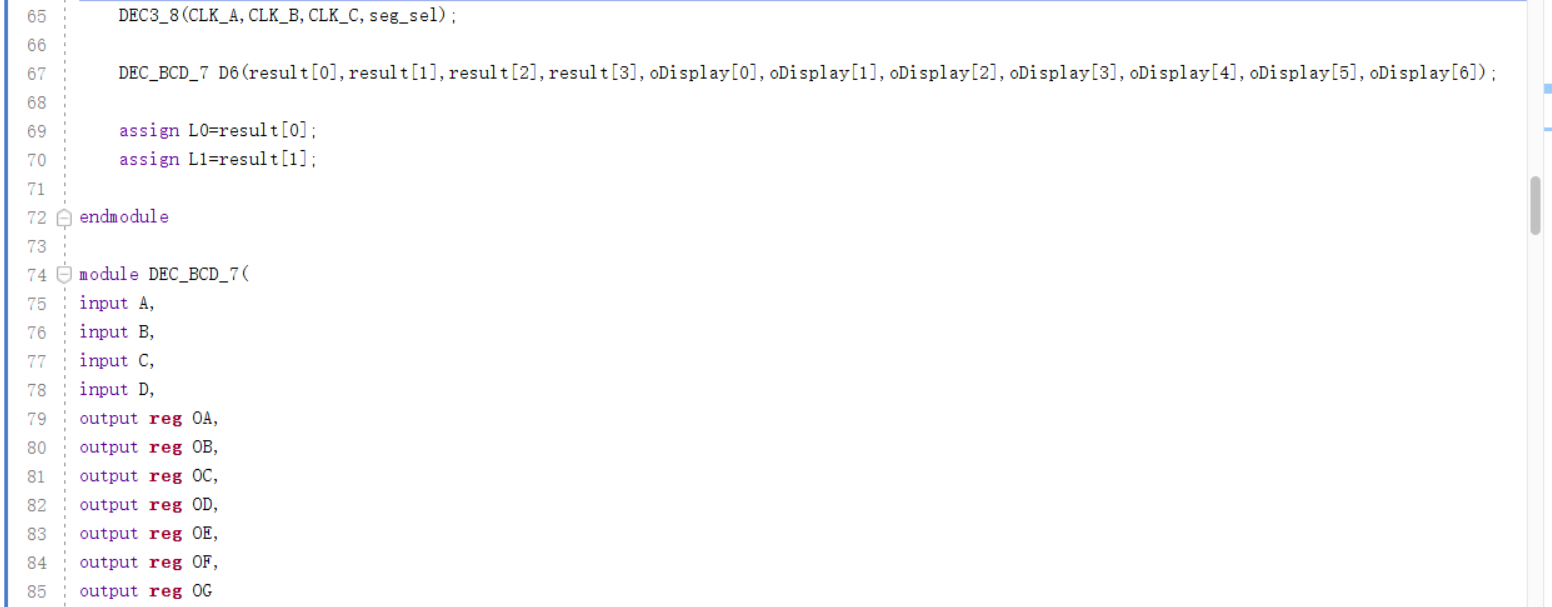 65 DEC3_8(CLK_A,CLK_B,CLK_C,seg_sel);
66
67 DEC_BCD_7 D6(result[0],result[1],result[2],result[3],oDisplay[0],oDisplay[1],oDisplay[2],oDisplay[3],oDisplay[4],oDisplay[5],oDisplay[6]);
68
69 assign L0=result[0];
70 assign L1=result[1];
71
72 endmodule
73
74 module DEC_BCD_7(
75 input A,
76 input B,
77 input C,
78 input D,
79 output reg OA,
80 output reg OB,
81 output reg OC,
82 output reg OD,
83 output reg OE,
84 output reg OF,
85 output reg OG